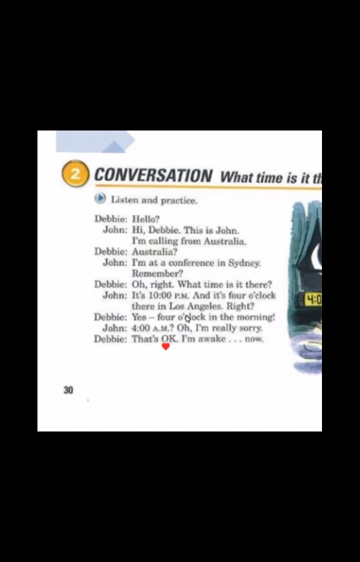 2 CONVERSATION What time is it th
Listen and practice.
Debbie: Hello?
John: Hi, Debbie. This is John.
I'm calling from Australia.
Debbie: Australia?
John: I'm at a conference in Sydney.
Remember?
Debbie: Oh, right. What time is it there?
John: It's 10:00 P.M. And it's four o'clock
there in Los Angeles. Right?
Debbie: Yes – four o'clock in the morning!
John: 4:00 A.M.? Oh, I'm really sorry.
Debbie: That's OK. I'm awake . . . now.
4:0
30